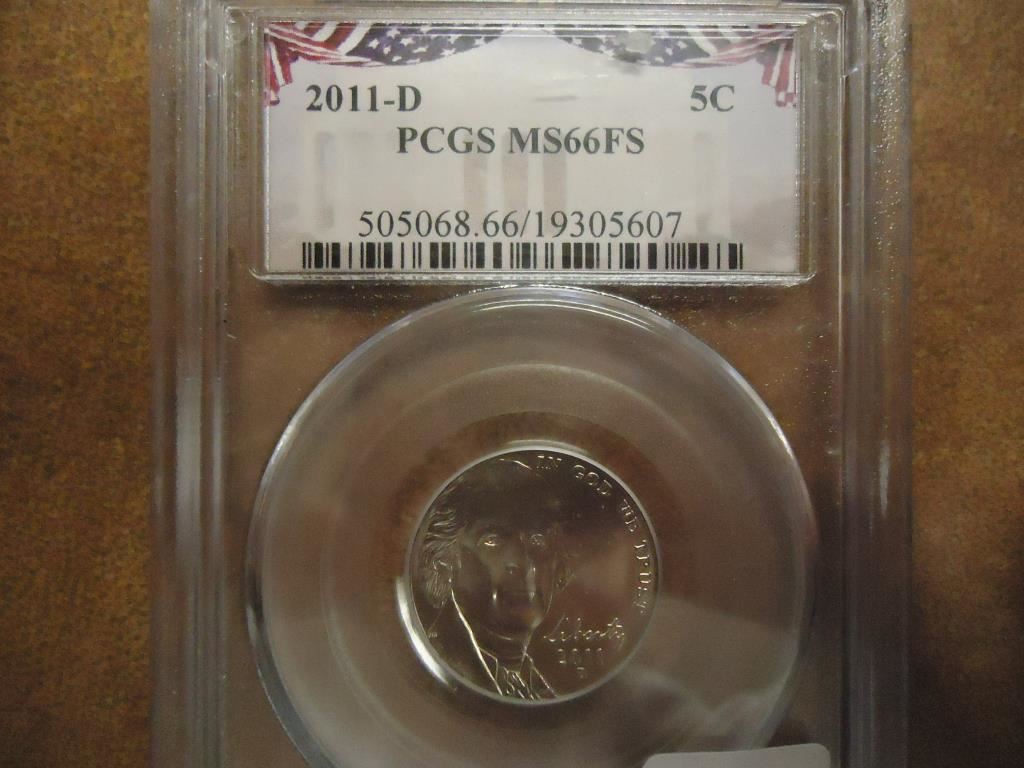 2011-D 5C
PCGS MS66FS
505068.66/19305607
IN GOD WE TRUST
Liberty
2011
D